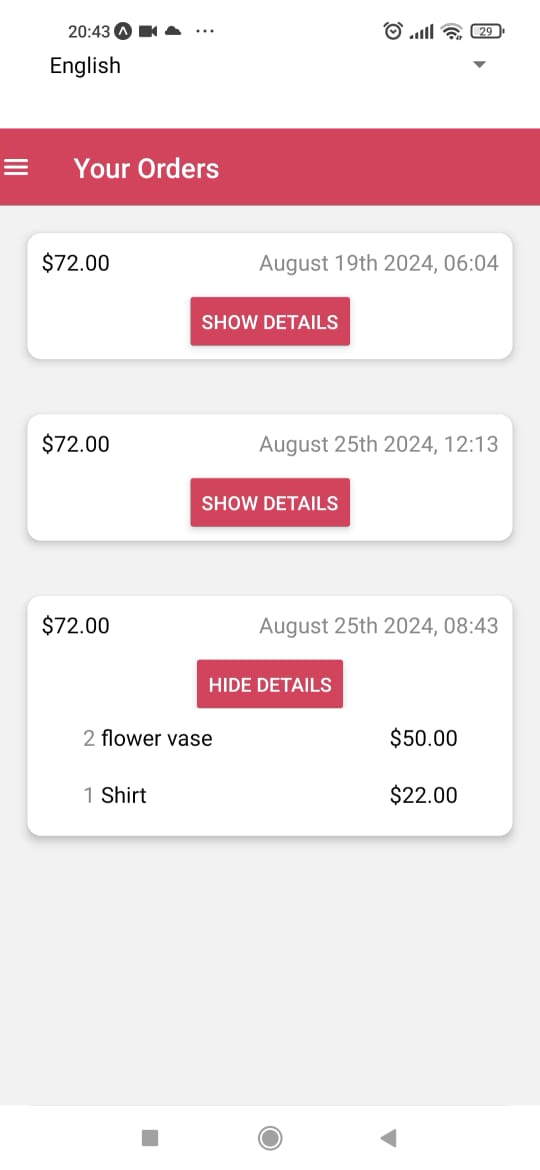 20:43 29
English
Your Orders
$72.00 August 19th 2024, 06:04
SHOW DETAILS
$72.00 August 25th 2024, 12:13
SHOW DETAILS
$72.00 August 25th 2024, 08:43
HIDE DETAILS
2 flower vase $50.00
1 Shirt $22.00